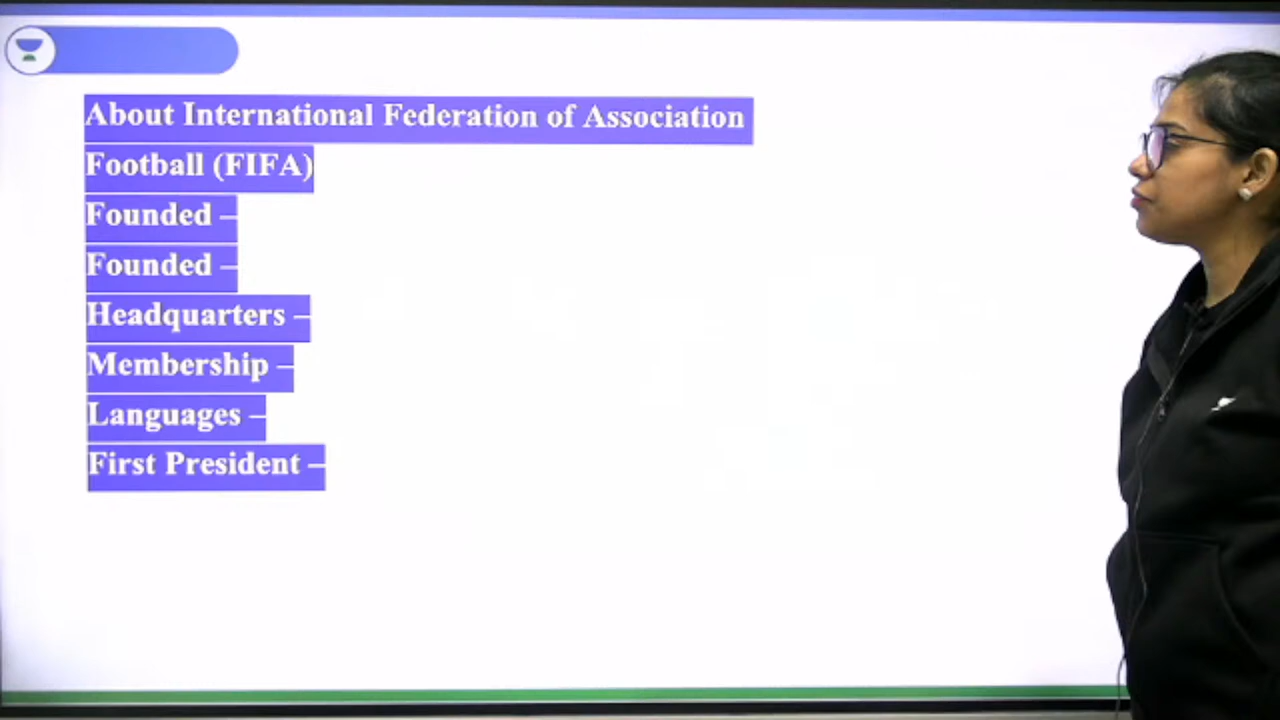 About International Federation of Association
Football (FIFA)
Founded –
Founded –
Headquarters –
Membership –
Languages –
First President –